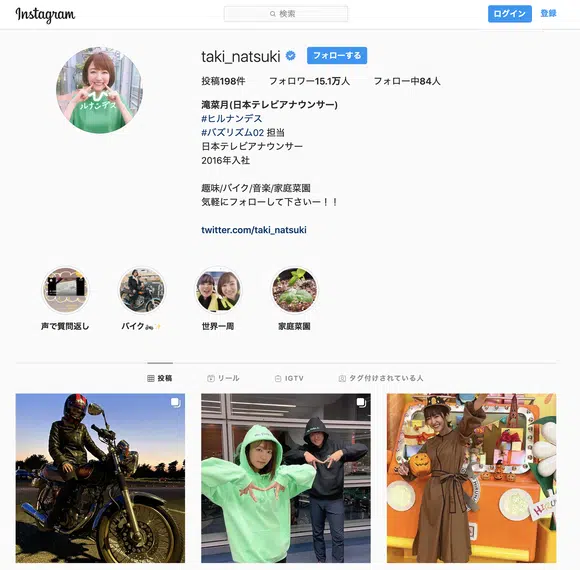 Instagram
検索
ログイン
登録
taki_natsuki
フォローする
投稿198件 フォロワー15.1万人 フォロー中84人
ルナンデス
滝菜月(日本テレビアナウンサー)
#ヒルナンデス
#バズリズム02 担当
日本テレビアナウンサー
2016年入社
趣味/バイク/音楽/家庭菜園
気軽にフォローして下さいー！！
twitter.com/taki_natsuki
声で質問返し
バイク🏍✨
世界一周
家庭菜園
投稿
リール
IGTV
タグ付けされている人